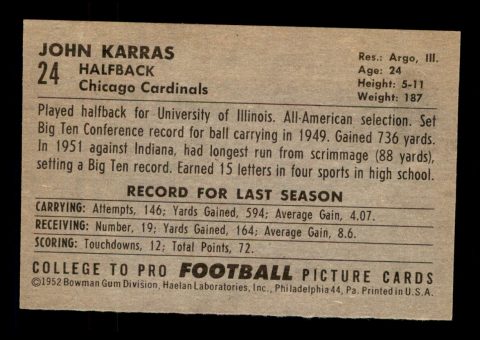 JOHN KARRAS
24 HALFBACK
Chicago Cardinals
Res.: Argo, Ill.
Age: 24
Height: 5-11
Weight: 187
Played halfback for University of Illinois. All-American selection. Set
Big Ten Conference record for ball carrying in 1949. Gained 736 yards.
In 1951 against Indiana, had longest run from scrimmage (88 yards),
setting a Big Ten record. Earned 15 letters in four sports in high school.
RECORD FOR LAST SEASON
CARRYING: Attempts, 146; Yards Gained, 594; Average Gain, 4.07.
RECEIVING: Number, 19; Yards Gained, 164; Average Gain, 8.6.
SCORING: Touchdowns, 12; Total Points, 72.
COLLEGE TO PRO FOOTBALL PICTURE CARDS
©1952 Bowman Gum Division, Haelan Laboratories, Inc., Philadelphia 44, Pa. Printed in U.S.A.